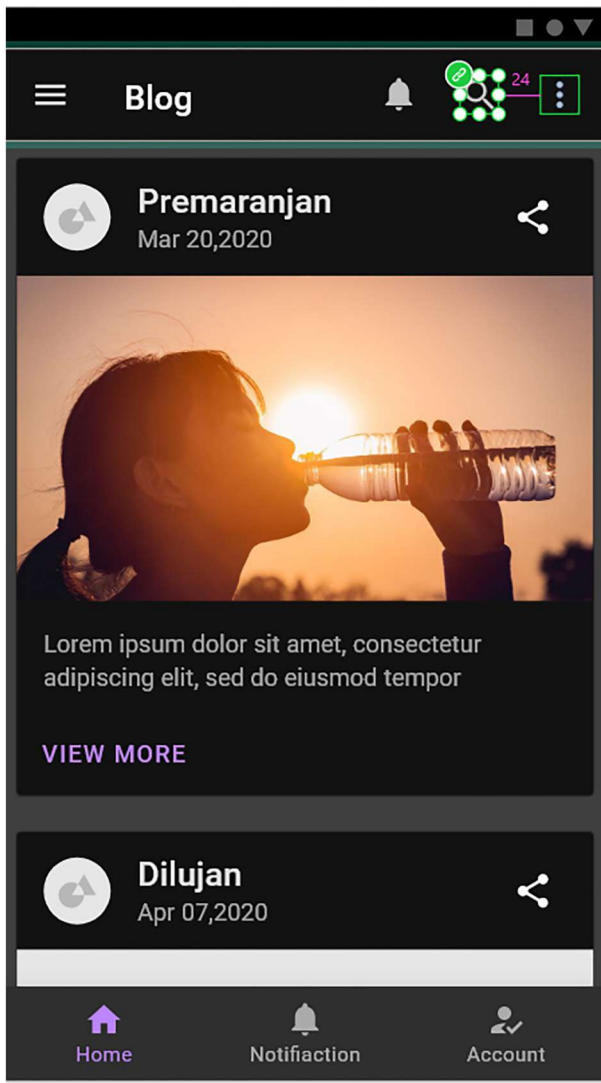 Blog
24
Premaranjan
Mar 20,2020
Lorem ipsum dolor sit amet, consectetur
adipiscing elit, sed do eiusmod tempor
VIEW MORE
Dilujan
Apr 07,2020
Home
Notifiaction
Account